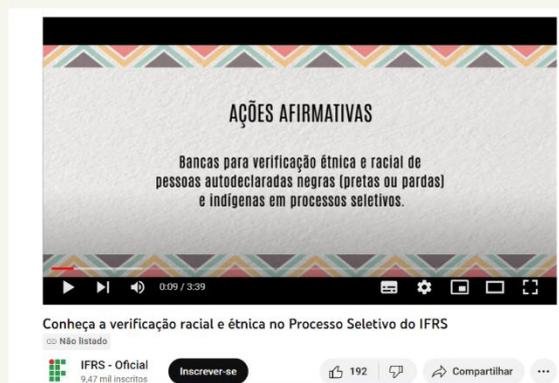 AÇÕES AFIRMATIVAS
Bancas para verificação étnica e racial de
pessoas autodeclaradas negras (pretas ou pardas)
e indígenas em processos seletivos.
0:09 / 3:39
Conheça a verificação racial e étnica no Processo Seletivo do IFRS
Não listado
IFRS - Oficial
9,47 mil inscritos
Inscrever-se
192
Compartilhar